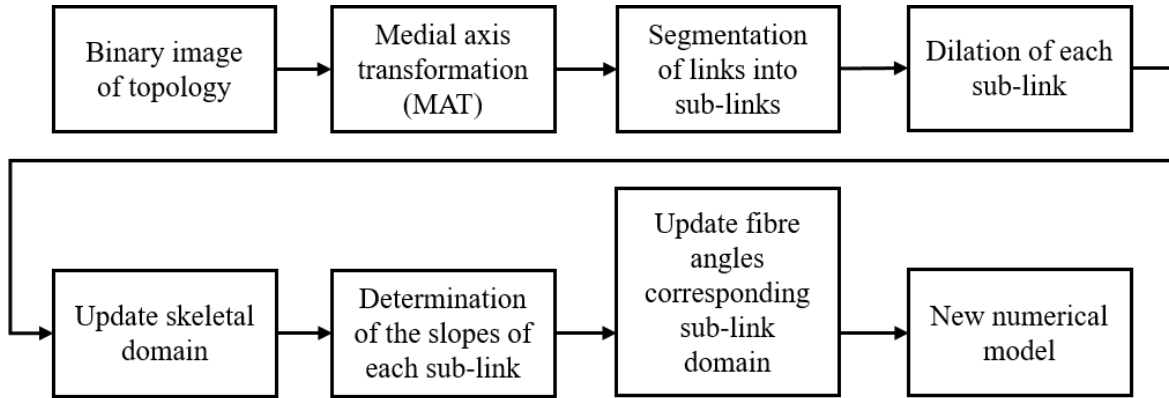 Binary image
of topology
Medial axis
transformation
(MAT)
Segmentation
of links into
sub-links
Dilation of each
sub-link
Update skeletal
domain
Determination
of the slopes of
each sub-link
Update fibre
angles
corresponding
sub-link
domain
New numerical
model